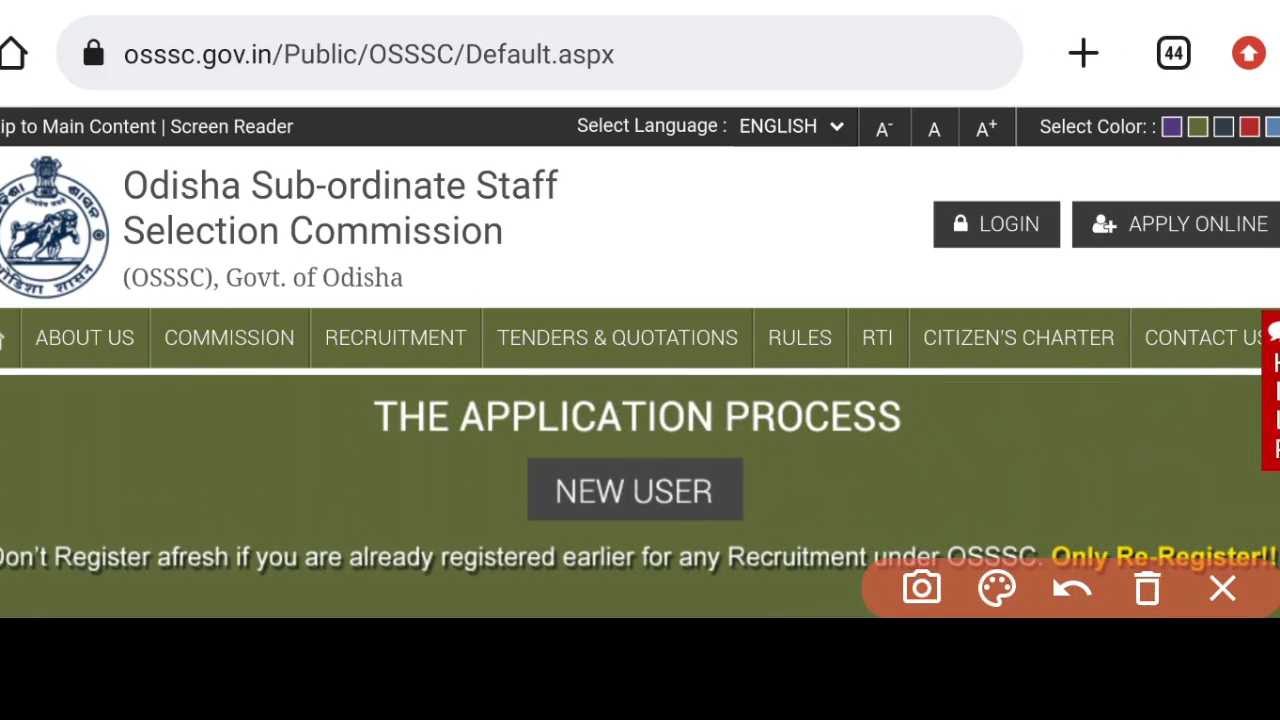 osssc.gov.in/Public/OSSSC/Default.aspx
44
ip to Main Content | Screen Reader
Select Language : ENGLISH
A- A A+
Select Color: :
Odisha Sub-ordinate Staff
Selection Commission
(OSSSC), Govt. of Odisha
LOGIN
APPLY ONLINE
ABOUT US
COMMISSION
RECRUITMENT
TENDERS & QUOTATIONS
RULES
RTI
CITIZEN'S CHARTER
CONTACT US
THE APPLICATION PROCESS
NEW USER
Don't Register afresh if you are already registered earlier for any Recruitment under OSSSC. Only Re-Register!!